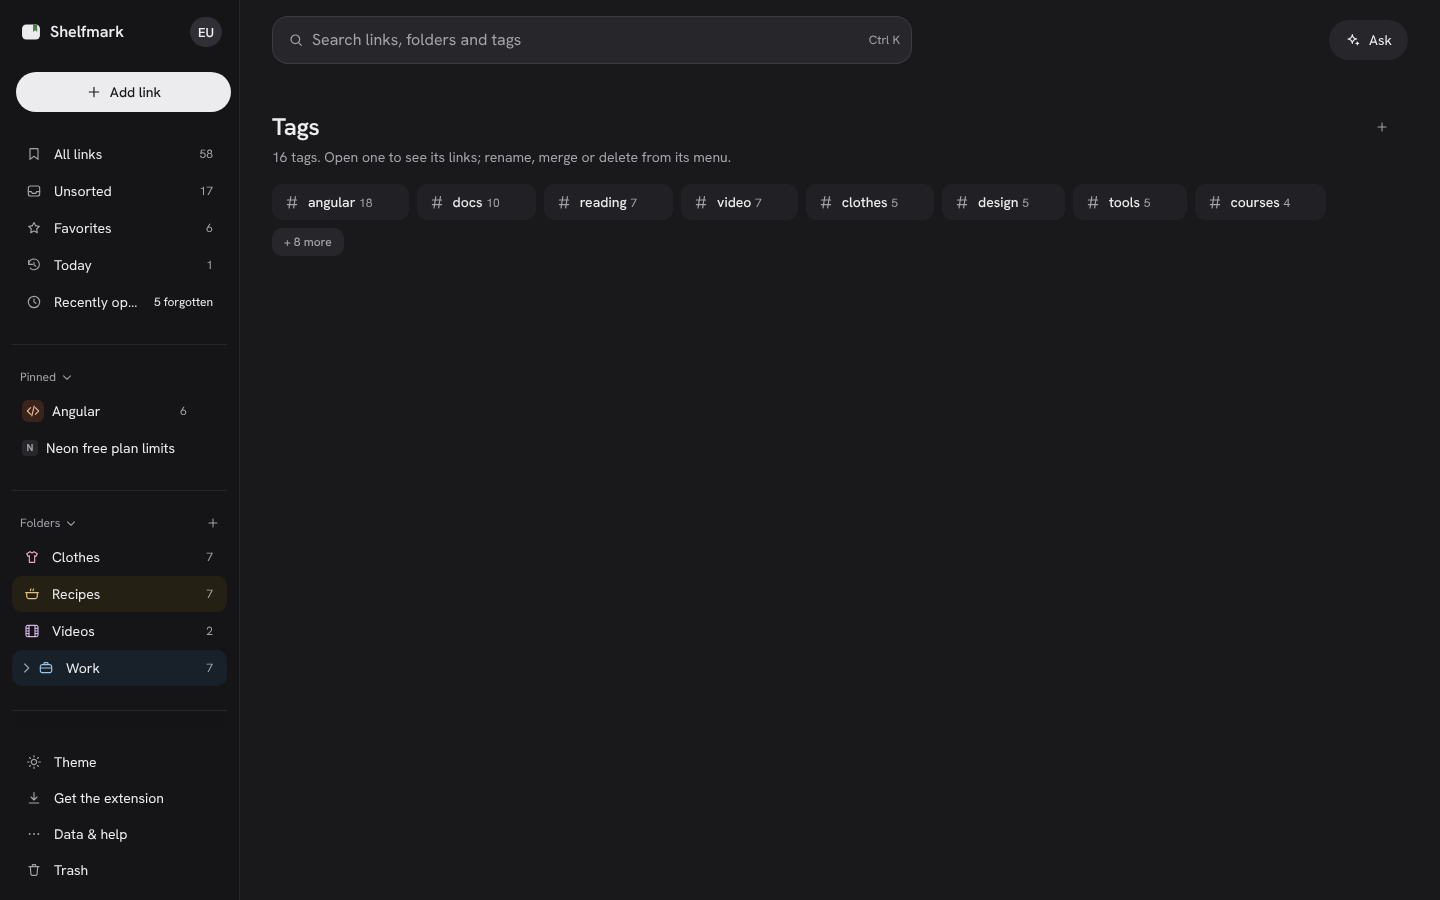 Shelfmark
EU
Add link
All links 58
Unsorted 17
Favorites 6
Today 1
Recently op... 5 forgotten
Pinned
Angular 6
N Neon free plan limits
Folders
Clothes 7
Recipes 7
Videos 2
Work 7
Theme
Get the extension
Data & help
Trash
Search links, folders and tags Ctrl K
Ask
Tags
16 tags. Open one to see its links; rename, merge or delete from its menu.
# angular 18 # docs 10 # reading 7 # video 7 # clothes 5 # design 5 # tools 5 # courses 4
+ 8 more